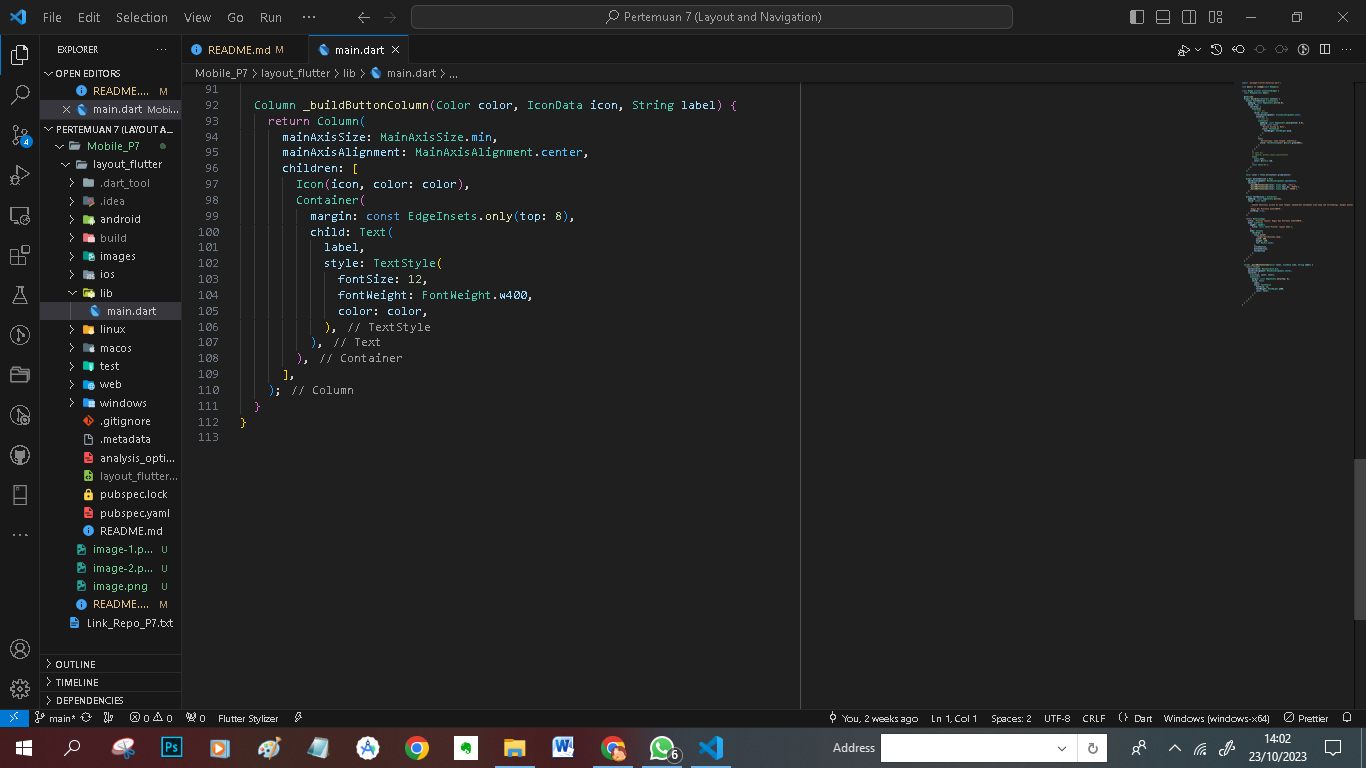 File Edit Selection View Go Run ···
Pertemuan 7 (Layout and Navigation)
EXPLORER ···
README.md M main.dart
OPEN EDITORS
README.... M
main.dart Mobi...
Mobile_P7 > layout_flutter > lib > main.dart > ...
PERTEMUAN 7 (LAYOUT A...
Mobile_P7
layout_flutter
.dart_tool
.idea
android
build
images
ios
lib
main.dart
linux
macos
test
web
windows
.gitignore
.metadata
analysis_opti...
layout_flutter...
pubspec.lock
pubspec.yaml
README.md
image-1.p... U
image-2.p... U
image.png U
README.... M
Link_Repo_P7.txt
OUTLINE
TIMELINE
DEPENDENCIES
91
92 Column _buildButtonColumn(Color color, IconData icon, String label) {
93 return Column(
94 mainAxisSize: MainAxisSize.min,
95 mainAxisAlignment: MainAxisAlignment.center,
96 children: [
97 Icon(icon, color: color),
98 Container(
99 margin: const EdgeInsets.only(top: 8),
100 child: Text(
101 label,
102 style: TextStyle(
103 fontSize: 12,
104 fontWeight: FontWeight.w400,
105 color: color,
106 ), // TextStyle
107 ), // Text
108 ), // Container
109 ],
110 ); // Column
111 }
112 }
113
4
main* 0 0 0 Flutter Stylizer You, 2 weeks ago Ln 1, Col 1 Spaces: 2 UTF-8 CRLF Dart Windows (windows-x64) Prettier
Ps W 6 Address 14:02
23/10/2023